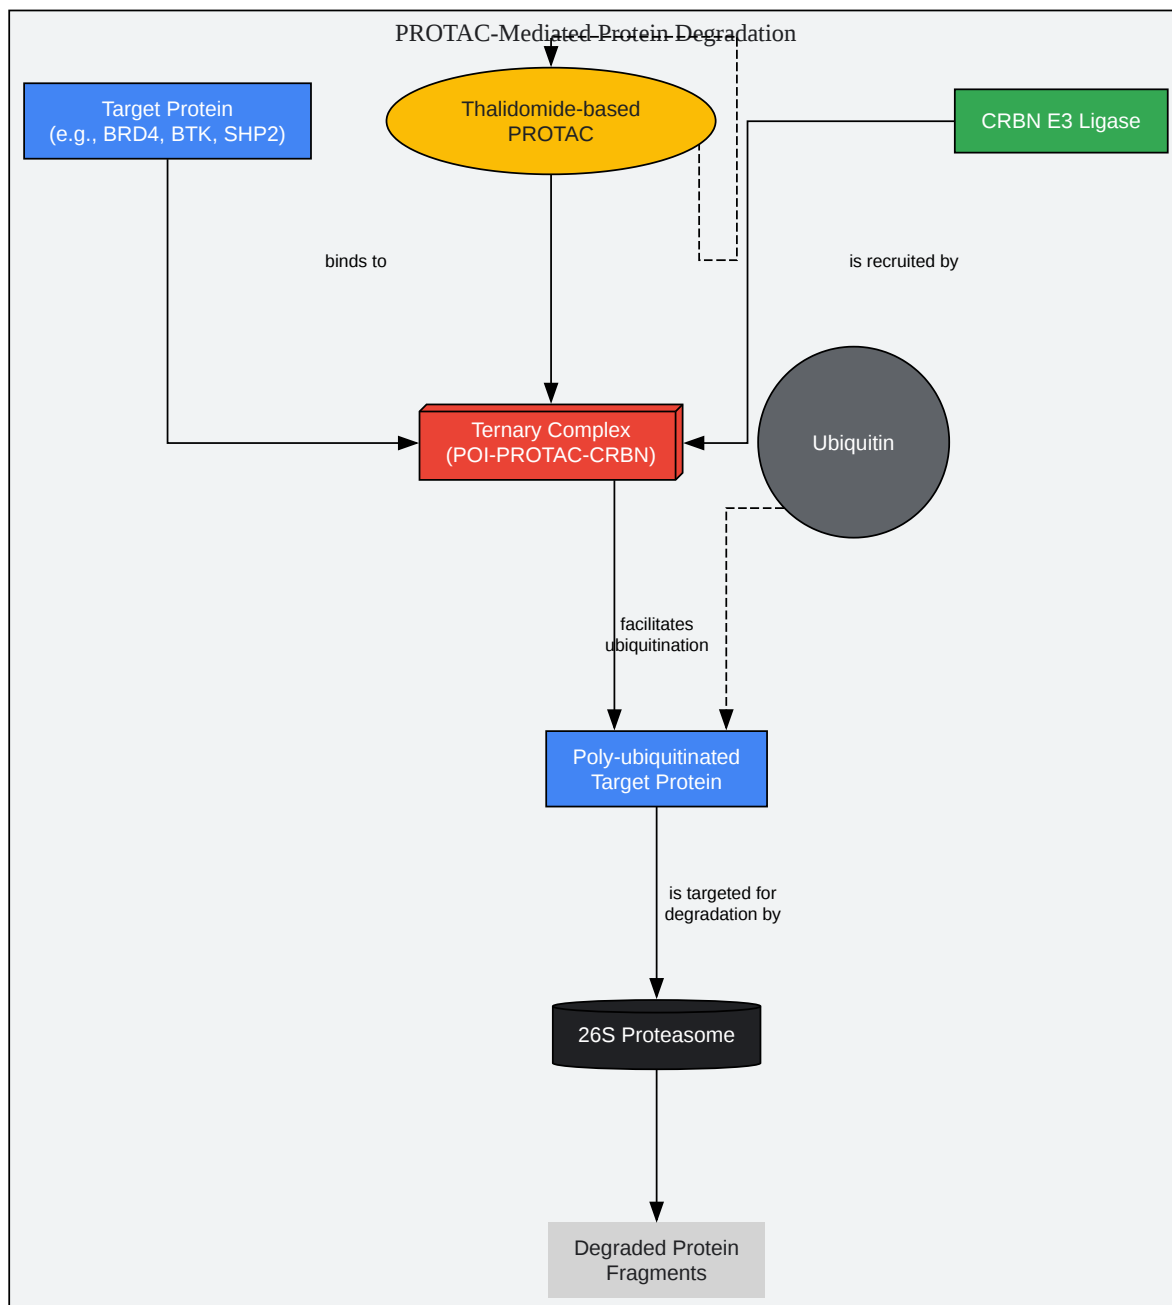 PROTAC-Mediated Protein Degradation
Target Protein
(e.g., BRD4, BTK, SHP2)
Thalidomide-based
PROTAC
CRBN E3 Ligase
binds to
is recruited by
Ternary Complex
(POI-PROTAC-CRBN)
Ubiquitin
facilitates
ubiquitination
Poly-ubiquitinated
Target Protein
is targeted for
degradation by
26S Proteasome
Degraded Protein
Fragments